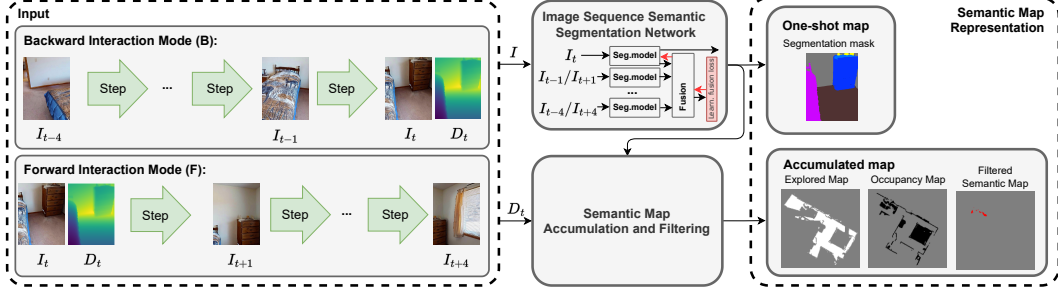 Input
Backward Interaction Mode (B):
Step
...
Step
Step
I_{t-4}
I_{t-1}
I_t
D_t
Forward Interaction Mode (F):
Step
Step
...
Step
I_t
D_t
I_{t+1}
I_{t+4}
I
D_t
Image Sequence Semantic
Segmentation Network
I_t
Seg.model
I_{t-1}/I_{t+1}
Seg.model
...
I_{t-4}/I_{t+4}
Seg.model
Fusion
Learn. fusion loss
Semantic Map
Accumulation and Filtering
Semantic Map
Representation
One-shot map
Segmentation mask
Accumulated map
Explored Map
Occupancy Map
Filtered
Semantic Map